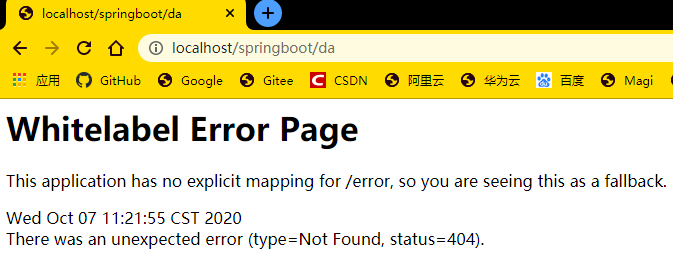 localhost/springboot/da
localhost/springboot/da
应用 GitHub Google Gitee CSDN 阿里云 华为云 百度 Magi
Whitelabel Error Page
This application has no explicit mapping for /error, so you are seeing this as a fallback.
Wed Oct 07 11:21:55 CST 2020
There was an unexpected error (type=Not Found, status=404).